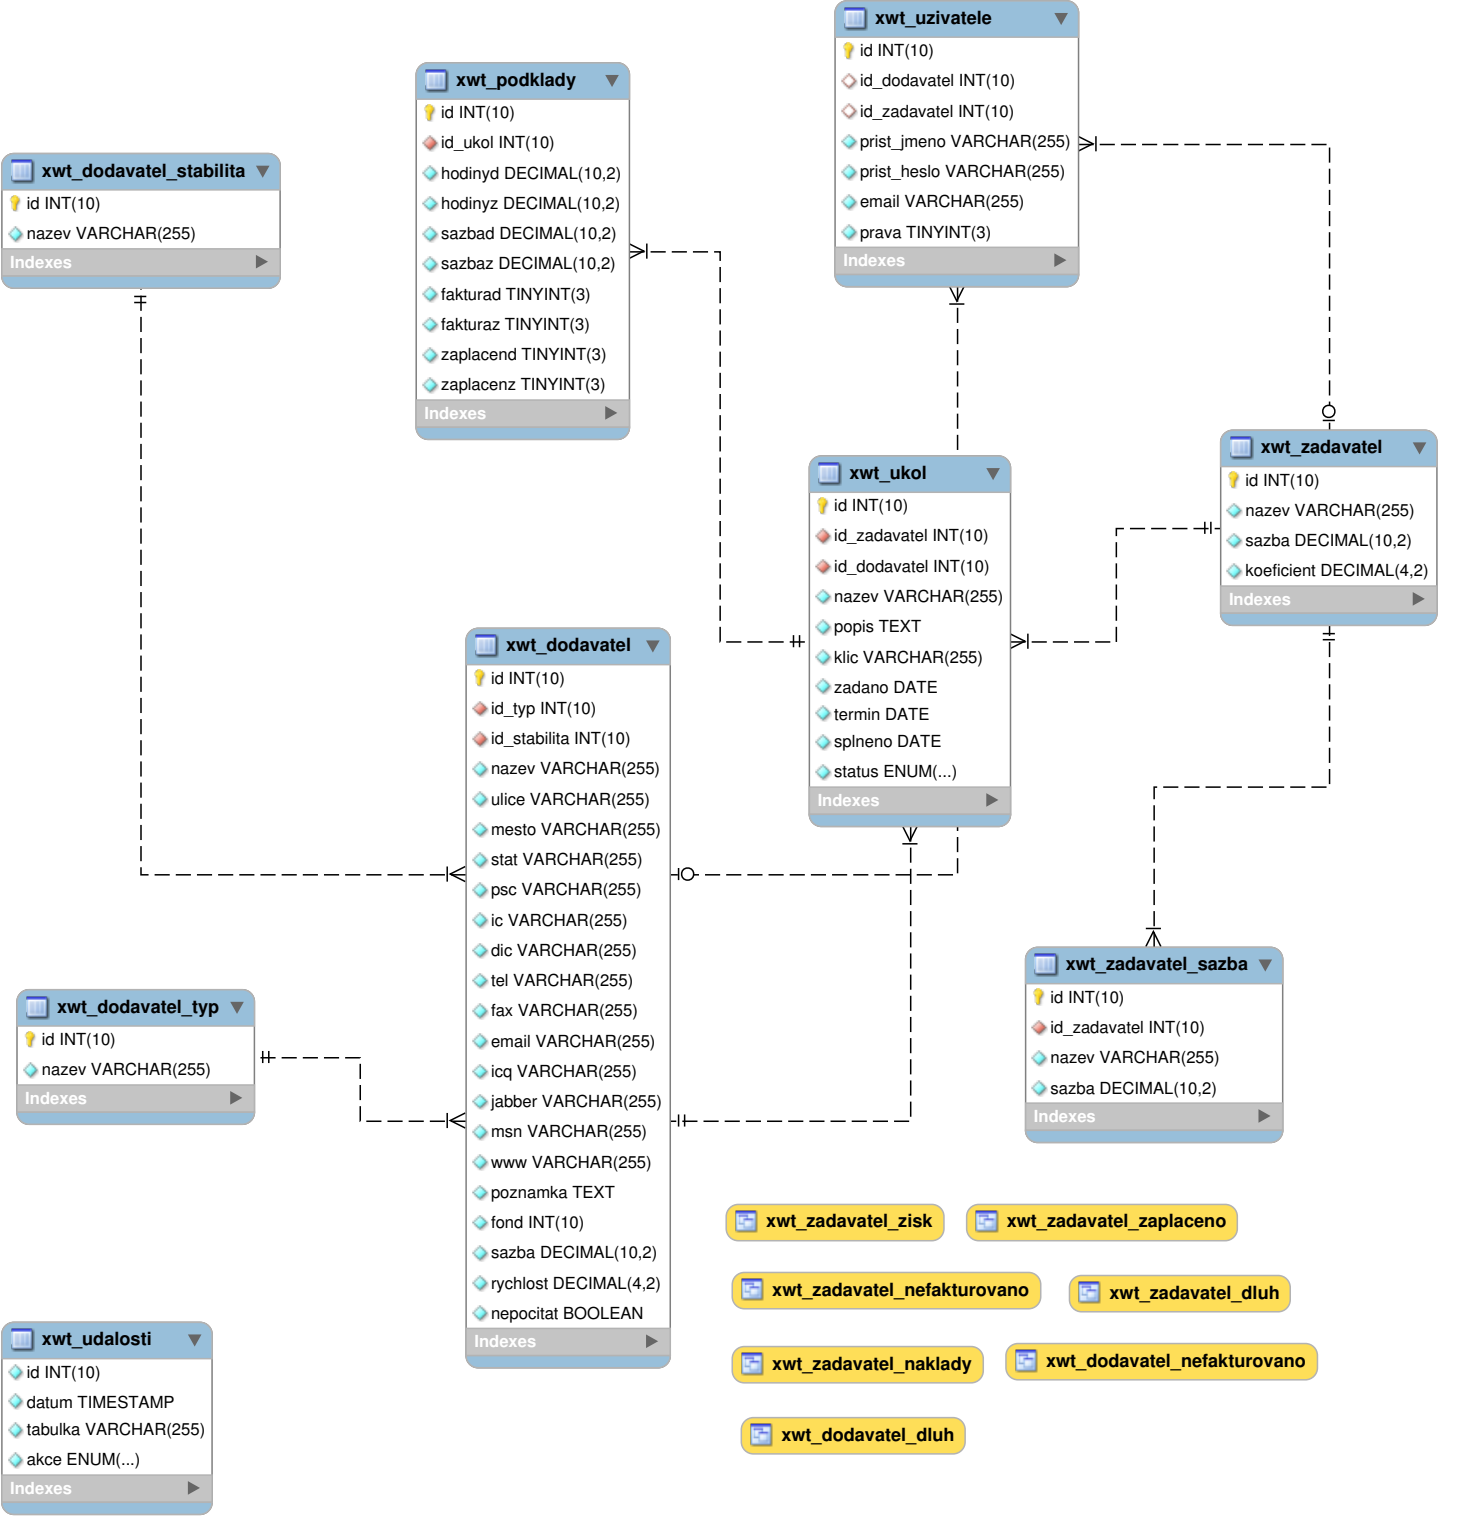 xwt_uzivatele
id INT(10)
id_dodavatel INT(10)
id_zadavatel INT(10)
prist_jmeno VARCHAR(255)
prist_heslo VARCHAR(255)
email VARCHAR(255)
prava TINYINT(3)
Indexes
xwt_podklady
id INT(10)
id_ukol INT(10)
hodinyd DECIMAL(10,2)
hodinyz DECIMAL(10,2)
sazbad DECIMAL(10,2)
sazbaz DECIMAL(10,2)
fakturad TINYINT(3)
fakturaz TINYINT(3)
zaplacend TINYINT(3)
zaplacenz TINYINT(3)
Indexes
xwt_dodavatel_stabilita
id INT(10)
nazev VARCHAR(255)
Indexes
xwt_zadavatel
id INT(10)
nazev VARCHAR(255)
sazba DECIMAL(10,2)
koeficient DECIMAL(4,2)
Indexes
xwt_ukol
id INT(10)
id_zadavatel INT(10)
id_dodavatel INT(10)
nazev VARCHAR(255)
popis TEXT
klic VARCHAR(255)
zadano DATE
termin DATE
splneno DATE
status ENUM(...)
Indexes
xwt_dodavatel
id INT(10)
id_typ INT(10)
id_stabilita INT(10)
nazev VARCHAR(255)
ulice VARCHAR(255)
mesto VARCHAR(255)
stat VARCHAR(255)
psc VARCHAR(255)
ic VARCHAR(255)
dic VARCHAR(255)
tel VARCHAR(255)
fax VARCHAR(255)
email VARCHAR(255)
icq VARCHAR(255)
jabber VARCHAR(255)
msn VARCHAR(255)
www VARCHAR(255)
poznamka TEXT
fond INT(10)
sazba DECIMAL(10,2)
rychlost DECIMAL(4,2)
nepocitat BOOLEAN
Indexes
xwt_zadavatel_sazba
id INT(10)
id_zadavatel INT(10)
nazev VARCHAR(255)
sazba DECIMAL(10,2)
Indexes
xwt_dodavatel_typ
id INT(10)
nazev VARCHAR(255)
Indexes
xwt_zadavatel_zisk
xwt_zadavatel_zaplaceno
xwt_zadavatel_nefakturovano
xwt_zadavatel_dluh
xwt_zadavatel_naklady
xwt_dodavatel_nefakturovano
xwt_dodavatel_dluh
xwt_udalosti
id INT(10)
datum TIMESTAMP
tabulka VARCHAR(255)
akce ENUM(...)
Indexes